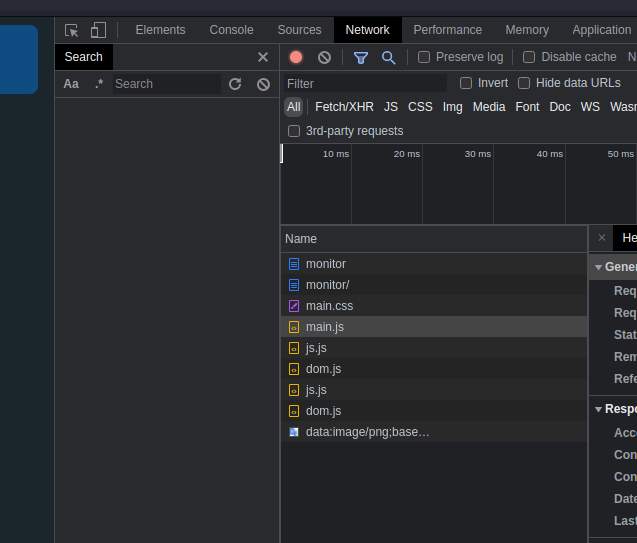 Elements Console Sources Network Performance Memory Application
Search
Preserve log Disable cache N
Aa .* Search
Filter Invert Hide data URLs
All Fetch/XHR JS CSS Img Media Font Doc WS Wasm
3rd-party requests
10 ms 20 ms 30 ms 40 ms 50 ms
Name
He
monitor
monitor/
main.css
main.js
js.js
dom.js
js.js
dom.js
data:image/png;base…
Gener
Req
Req
Stat
Rem
Refe
Respo
Acce
Con
Con
Date
Last